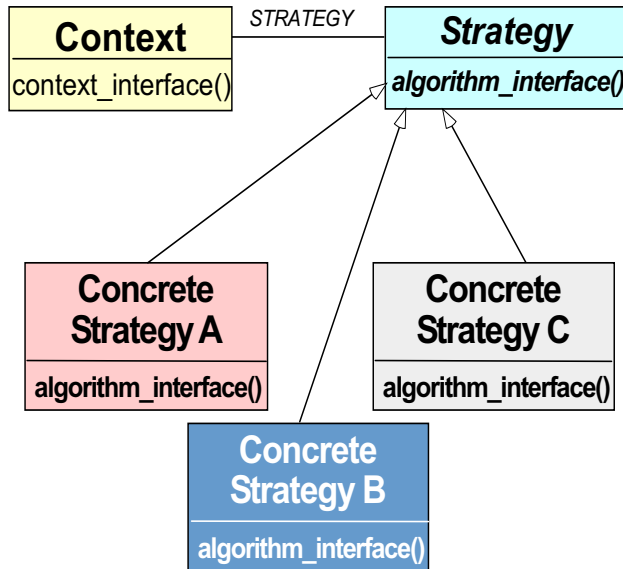 Context
context_interface()
STRATEGY
Strategy
algorithm_interface()
Concrete
Strategy A
algorithm_interface()
Concrete
Strategy C
algorithm_interface()
Concrete
Strategy B
algorithm_interface()